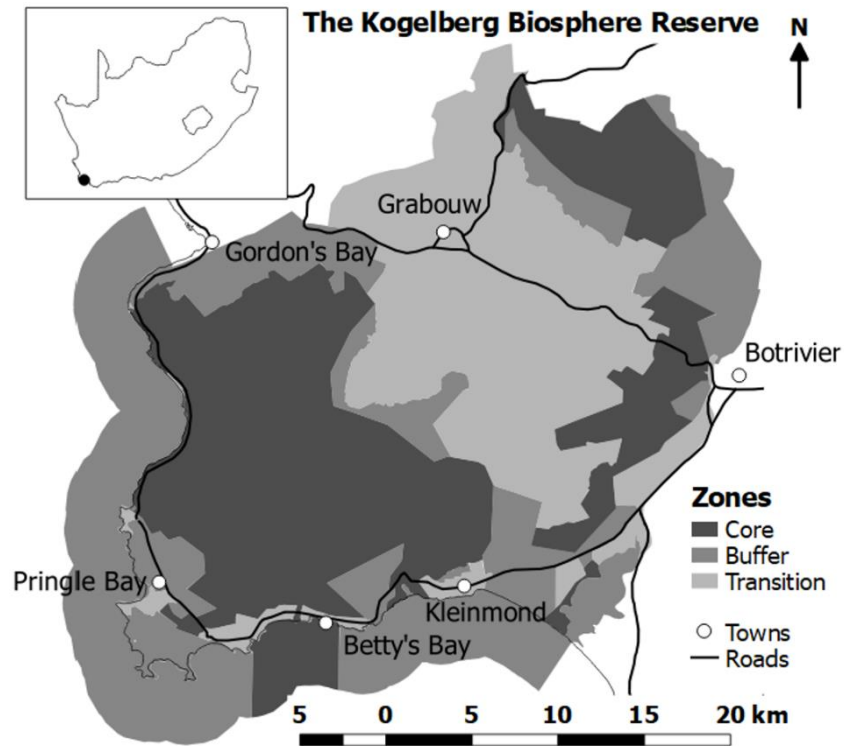 The Kogelberg Biosphere Reserve
N
Grabouw
Gordon's Bay
Botrivier
Zones
Core
Buffer
Transition
Pringle Bay
Kleinmond
Betty's Bay
Towns
Roads
5 0 5 10 15 20 km